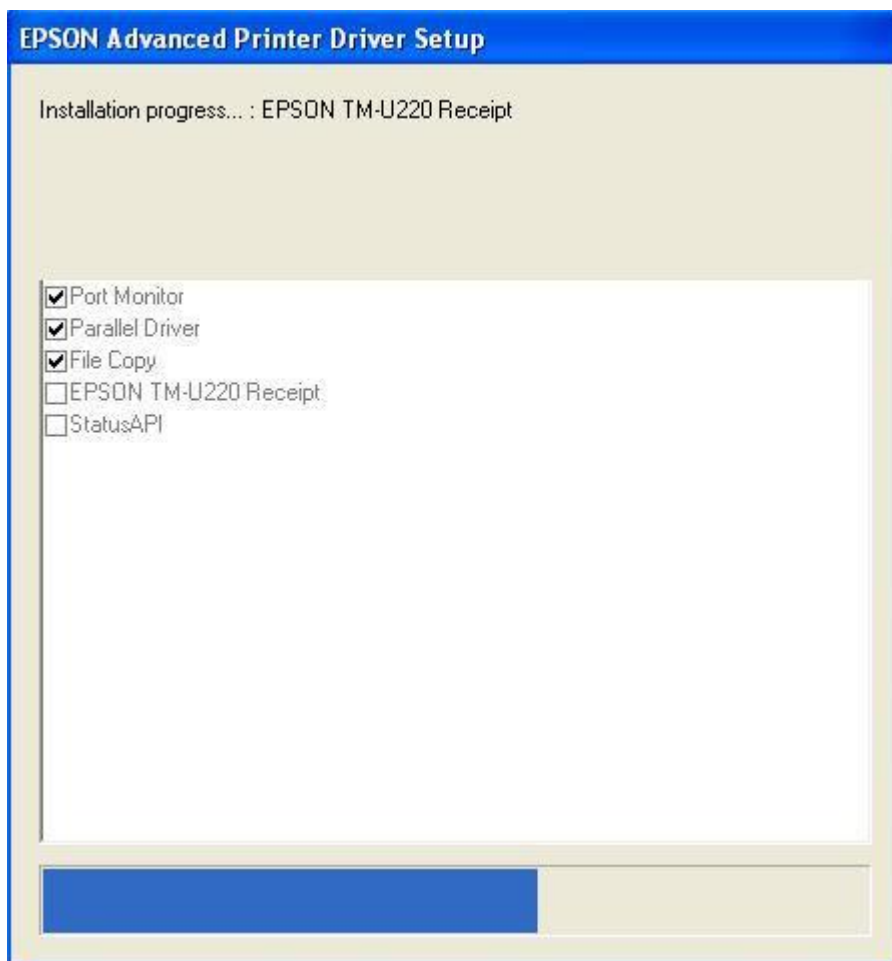 EPSON Advanced Printer Driver Setup
Installation progress... : EPSON TM-U220 Receipt
Port Monitor
Parallel Driver
File Copy
EPSON TM-U220 Receipt
StatusAPI